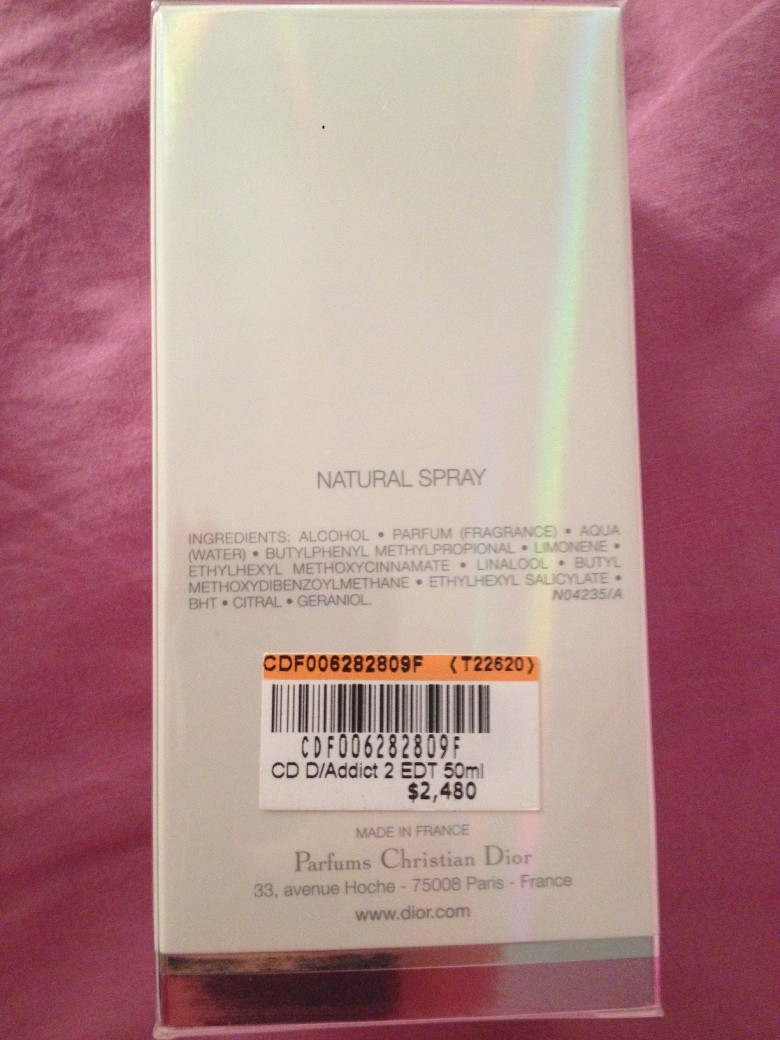 NATURAL SPRAY
INGREDIENTS: ALCOHOL • PARFUM (FRAGRANCE) • AQUA
(WATER) • BUTYLPHENYL METHYLPROPIONAL • LIMONENE •
ETHYLHEXYL METHOXYCINNAMATE • LINALOOL • BUTYL
METHOXYDIBENZOYLMETHANE • ETHYLHEXYL SALICYLATE •
BHT • CITRAL • GERANIOL. N04235/A
CDF006282809F (T22620)
CDF006282809F
CD D/Addict 2 EDT 50ml
$2,480
MADE IN FRANCE
Parfums Christian Dior
33, avenue Hoche - 75008 Paris - France
www.dior.com